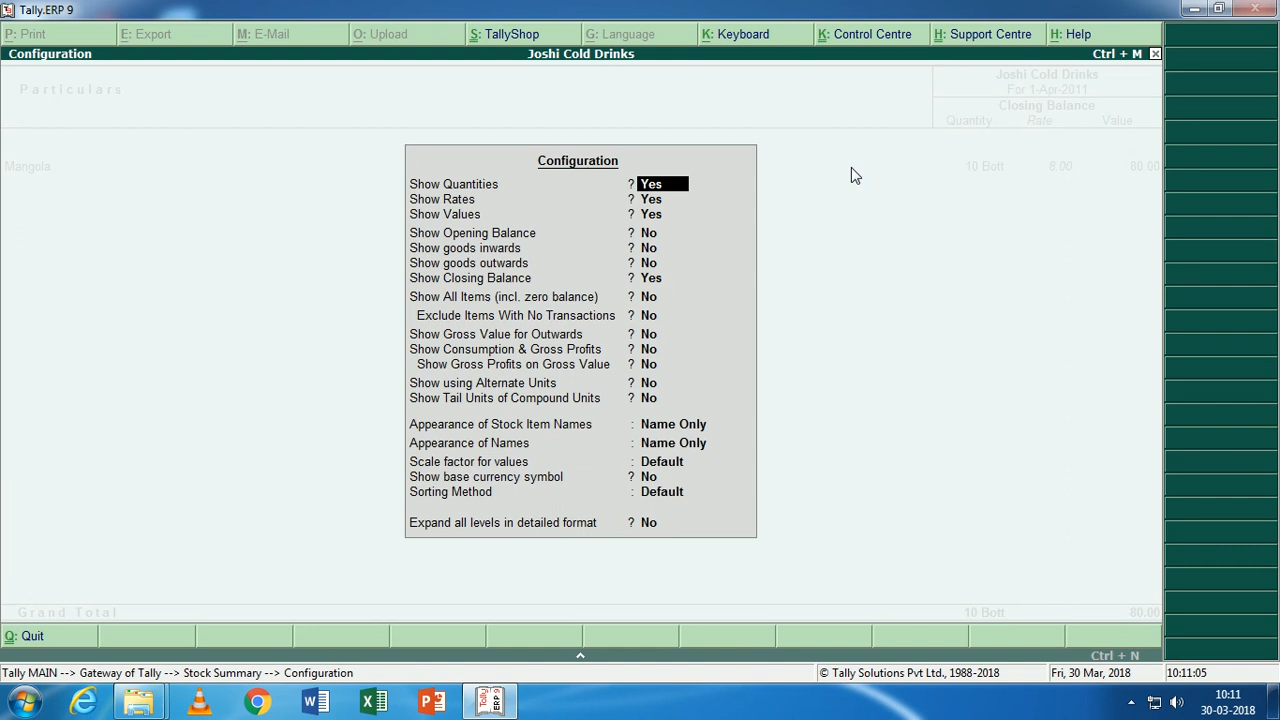 Tally.ERP 9
P: Print E: Export M: E-Mail O: Upload S: TallyShop G: Language K: Keyboard K: Control Centre H: Support Centre H: Help
Configuration Joshi Cold Drinks Ctrl + M
Joshi Cold Drinks
Particulars For 1-Apr-2011
Closing Balance
Quantity Rate Value
Mangola 10 Bott 8.00 80.00
Configuration
Show Quantities ? Yes
Show Rates ? Yes
Show Values ? Yes
Show Opening Balance ? No
Show goods inwards ? No
Show goods outwards ? No
Show Closing Balance ? Yes
Show All Items (incl. zero balance) ? No
Exclude Items With No Transactions ? No
Show Gross Value for Outwards ? No
Show Consumption & Gross Profits ? No
Show Gross Profits on Gross Value ? No
Show using Alternate Units ? No
Show Tail Units of Compound Units ? No
Appearance of Stock Item Names : Name Only
Appearance of Names : Name Only
Scale factor for values : Default
Show base currency symbol ? No
Sorting Method : Default
Expand all levels in detailed format ? No
Grand Total 10 Bott 80.00
Q: Quit
Ctrl + N
Tally MAIN --> Gateway of Tally --> Stock Summary --> Configuration © Tally Solutions Pvt Ltd., 1988-2018 Fri, 30 Mar, 2018 10:11:05
10:11
30-03-2018